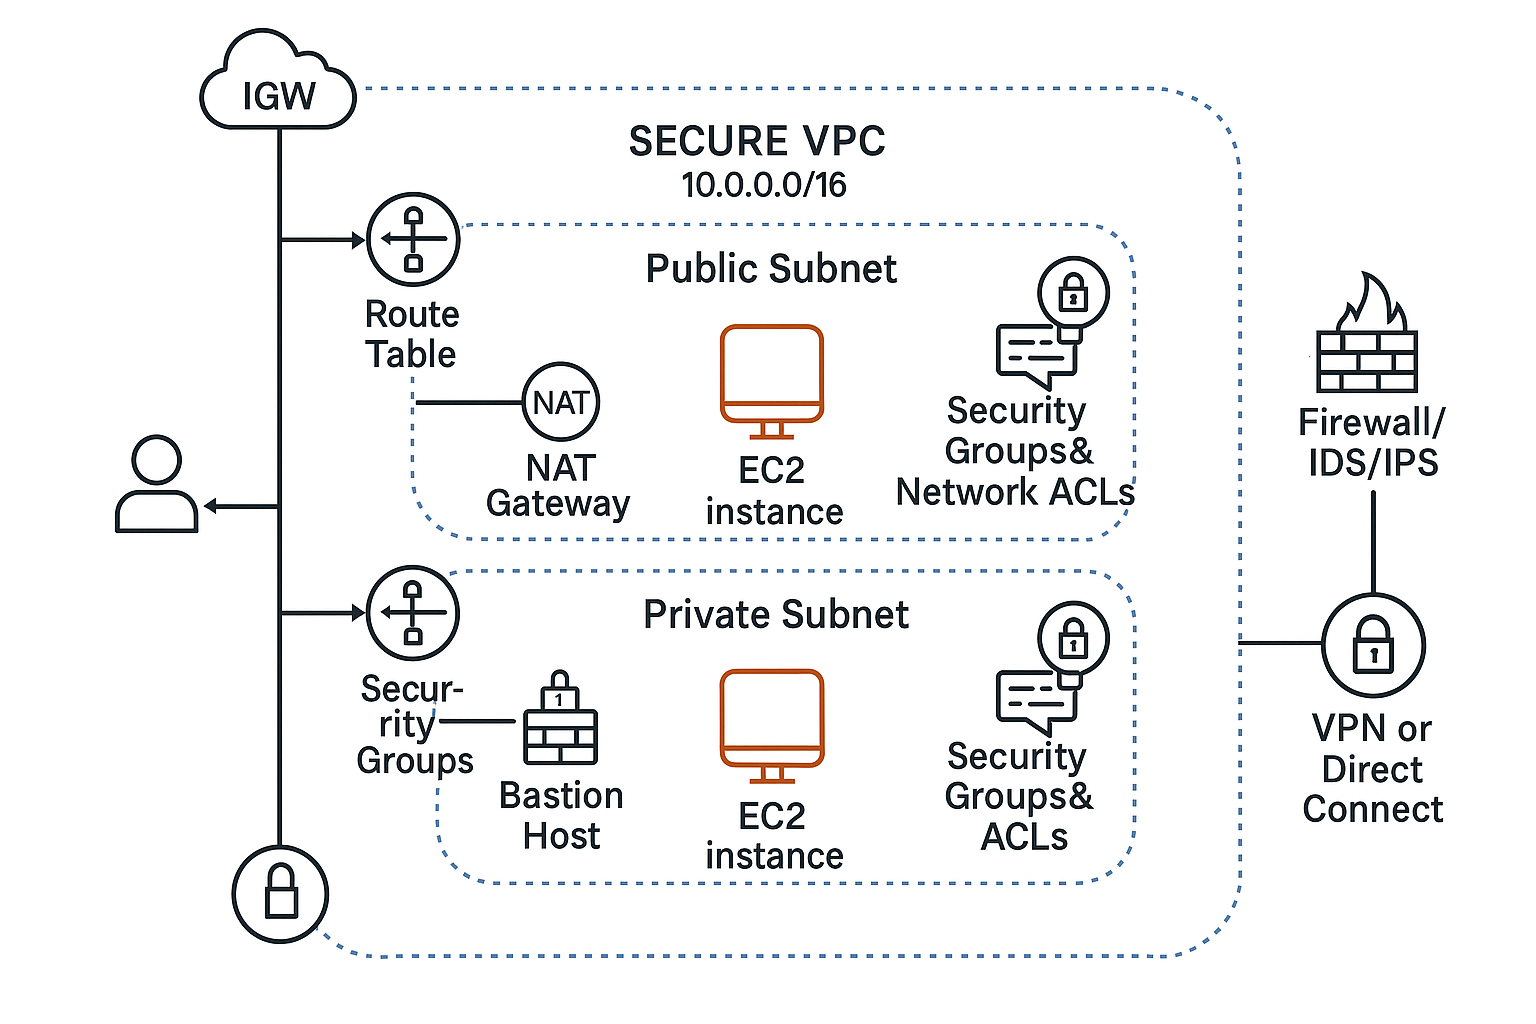 IGW
SECURE VPC
10.0.0.0/16
Route
Table
Public Subnet
NAT
NAT
Gateway
EC2
instance
Security
Groups&
Network ACLs
Firewall/
IDS/IPS
Secur-
rity
Groups
Private Subnet
1
Bastion
Host
EC2
instance
Security
Groups&
ACLs
VPN or
Direct
Connect